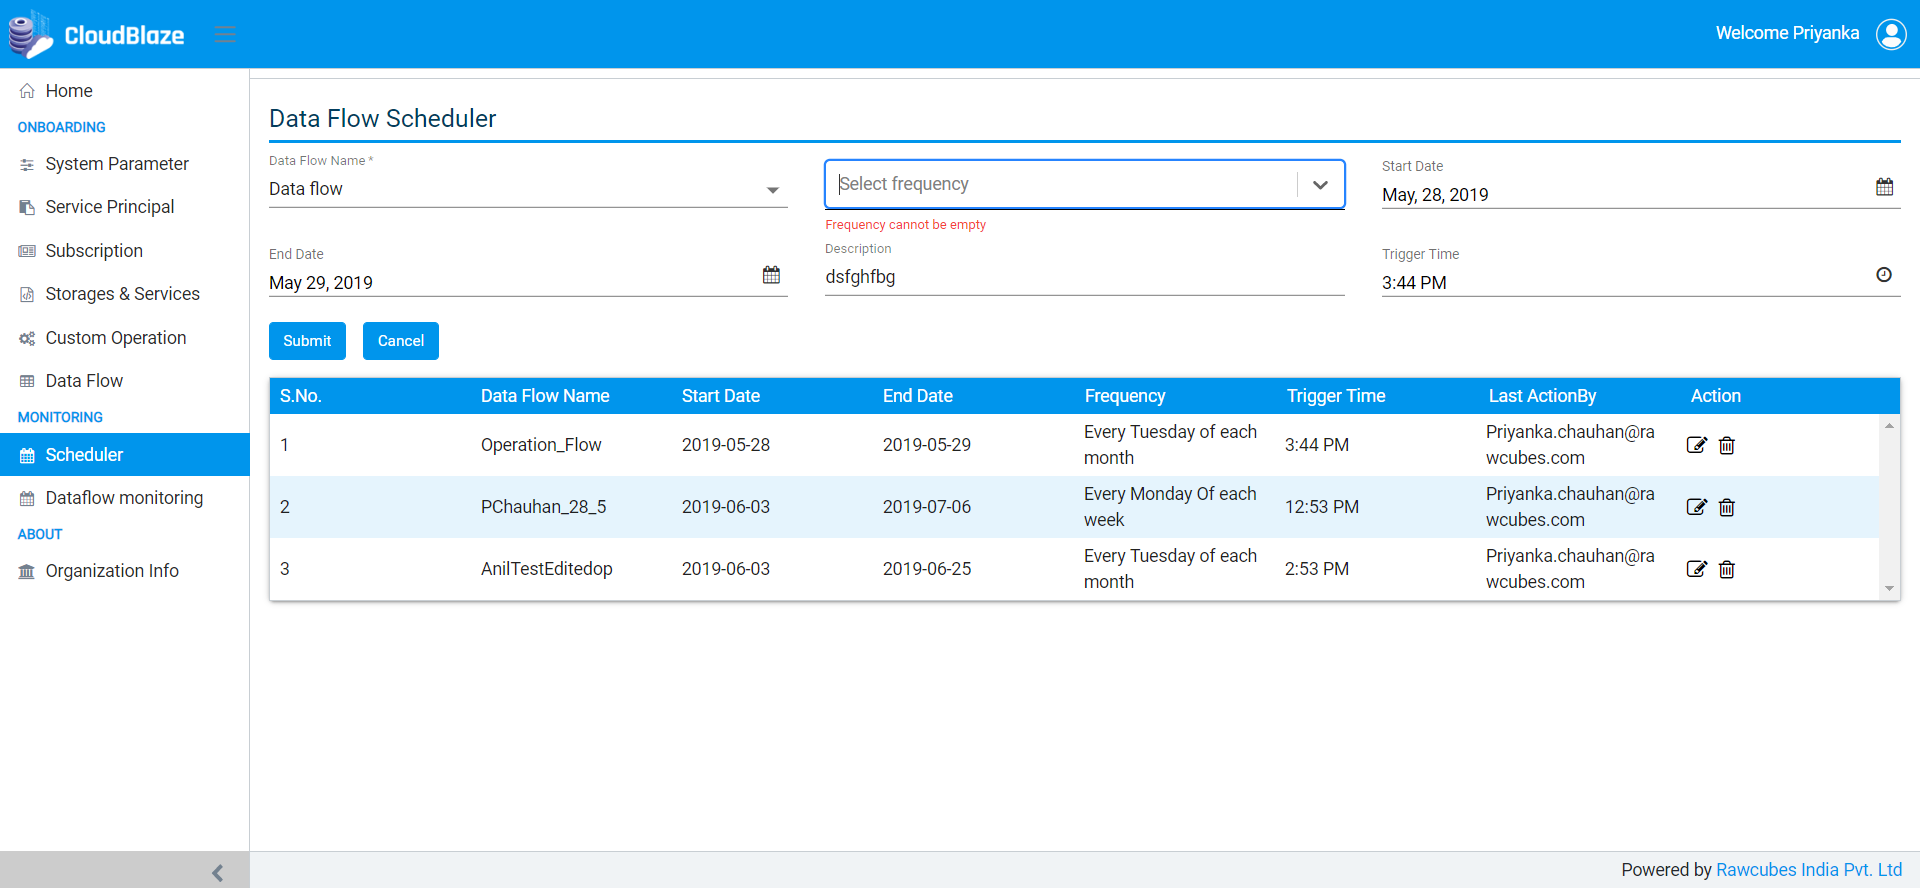 CloudBlaze
Welcome Priyanka
Home
ONBOARDING
System Parameter
Service Principal
Subscription
Storages & Services
Custom Operation
Data Flow
MONITORING
Scheduler
Dataflow monitoring
ABOUT
Organization Info
Data Flow Scheduler
Data Flow Name *
Data flow
Select frequency
Frequency cannot be empty
Start Date
May, 28, 2019
End Date
May 29, 2019
Description
dsfghfbg
Trigger Time
3:44 PM
Submit Cancel
S.No. Data Flow Name Start Date End Date Frequency Trigger Time Last ActionBy Action
1 Operation_Flow 2019-05-28 2019-05-29 Every Tuesday of each 3:44 PM Priyanka.chauhan@ra
month wcubes.com
2 PChauhan_28_5 2019-06-03 2019-07-06 Every Monday Of each 12:53 PM Priyanka.chauhan@ra
week wcubes.com
3 AnilTestEditedop 2019-06-03 2019-06-25 Every Tuesday of each 2:53 PM Priyanka.chauhan@ra
month wcubes.com
Powered by Rawcubes India Pvt. Ltd